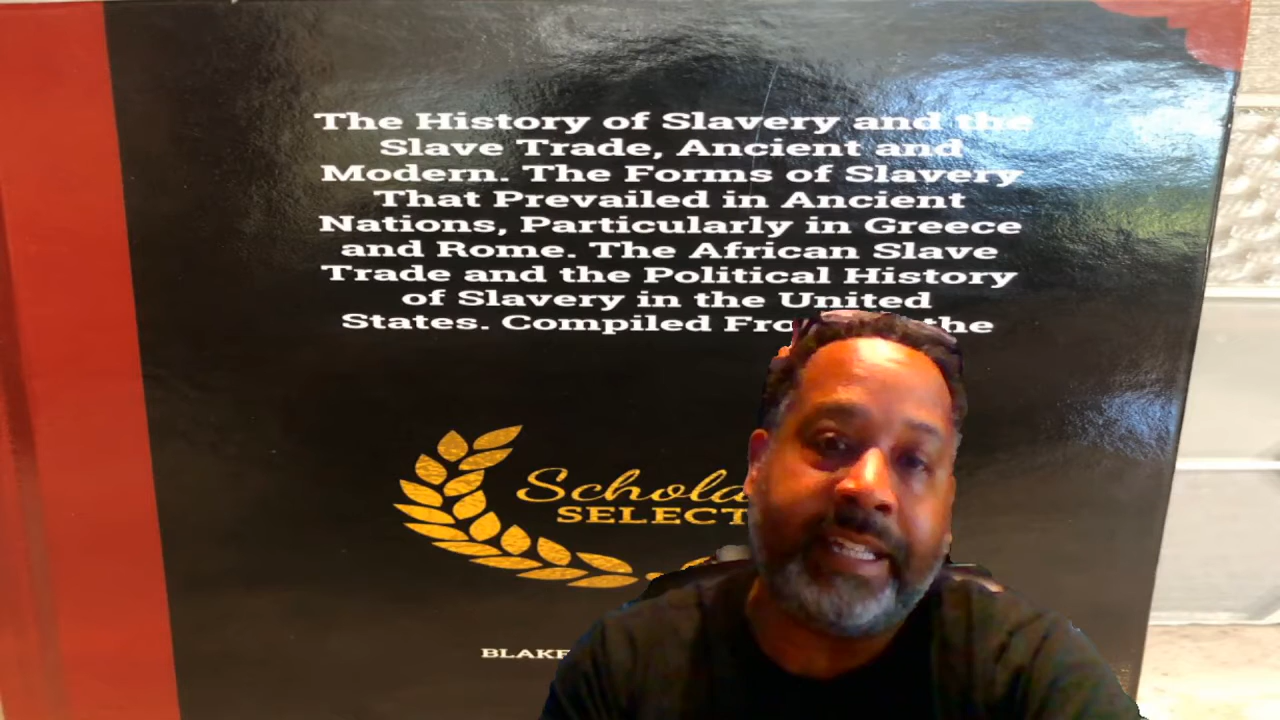 The History of Slavery and the
Slave Trade, Ancient and
Modern. The Forms of Slavery
That Prevailed in Ancient
Nations, Particularly in Greece
and Rome. The African Slave
Trade and the Political History
of Slavery in the United
States. Compiled the
SELECT